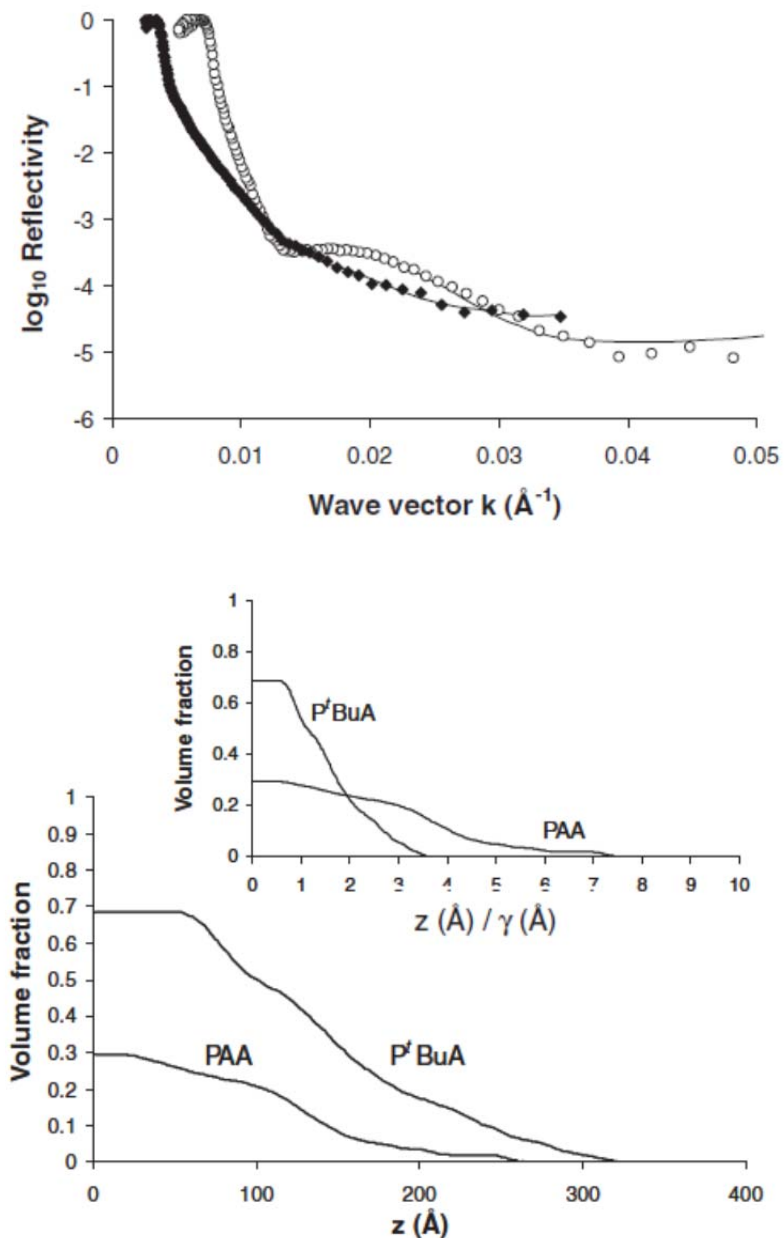 0
-1
-2
-3
-4
-5
-6
log₁₀ Reflectivity
0 0.01 0.02 0.03 0.04 0.05
Wave vector k (Å⁻¹)
1
0.8
0.6
0.4
0.2
0
Volume fraction
PᵗBuA
PAA
0 1 2 3 4 5 6 7 8 9 10
z (Å) / γ (Å)
1
0.9
0.8
0.7
0.6
0.5
0.4
0.3
0.2
0.1
0
Volume fraction
PAA
PᵗBuA
0 100 200 300 400
z (Å)